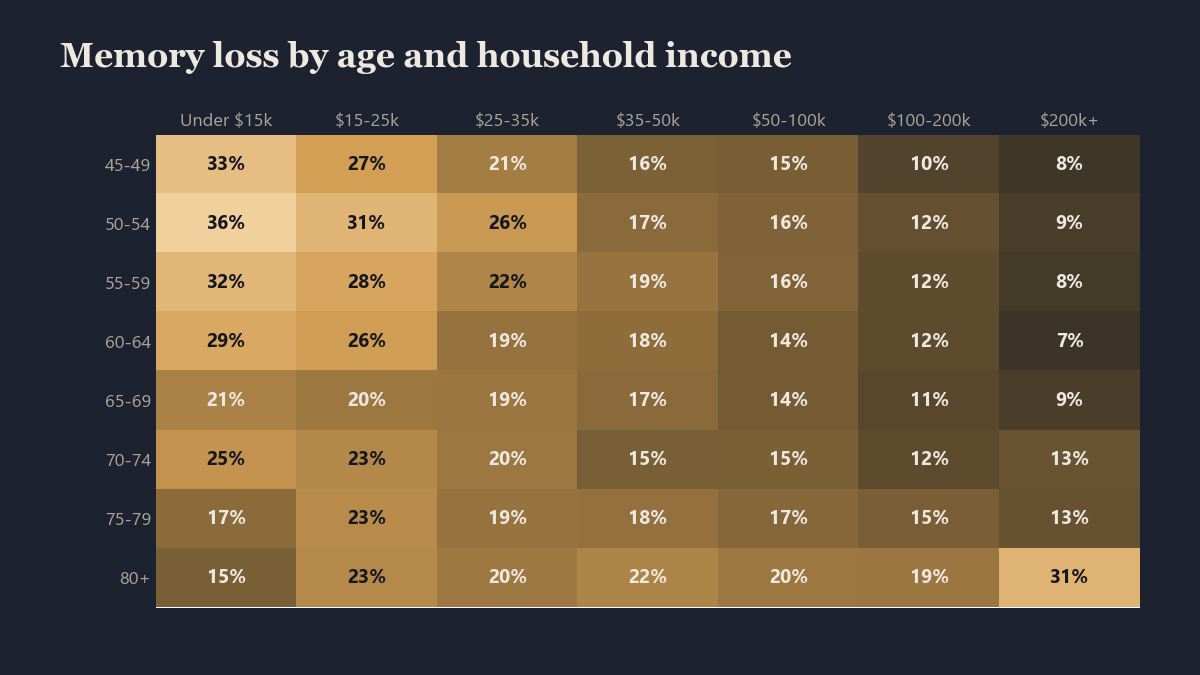 Memory loss by age and household income
Under $15k $15-25k $25-35k $35-50k $50-100k $100-200k $200k+
45-49 33% 27% 21% 16% 15% 10% 8%
50-54 36% 31% 26% 17% 16% 12% 9%
55-59 32% 28% 22% 19% 16% 12% 8%
60-64 29% 26% 19% 18% 14% 12% 7%
65-69 21% 20% 19% 17% 14% 11% 9%
70-74 25% 23% 20% 15% 15% 12% 13%
75-79 17% 23% 19% 18% 17% 15% 13%
80+ 15% 23% 20% 22% 20% 19% 31%